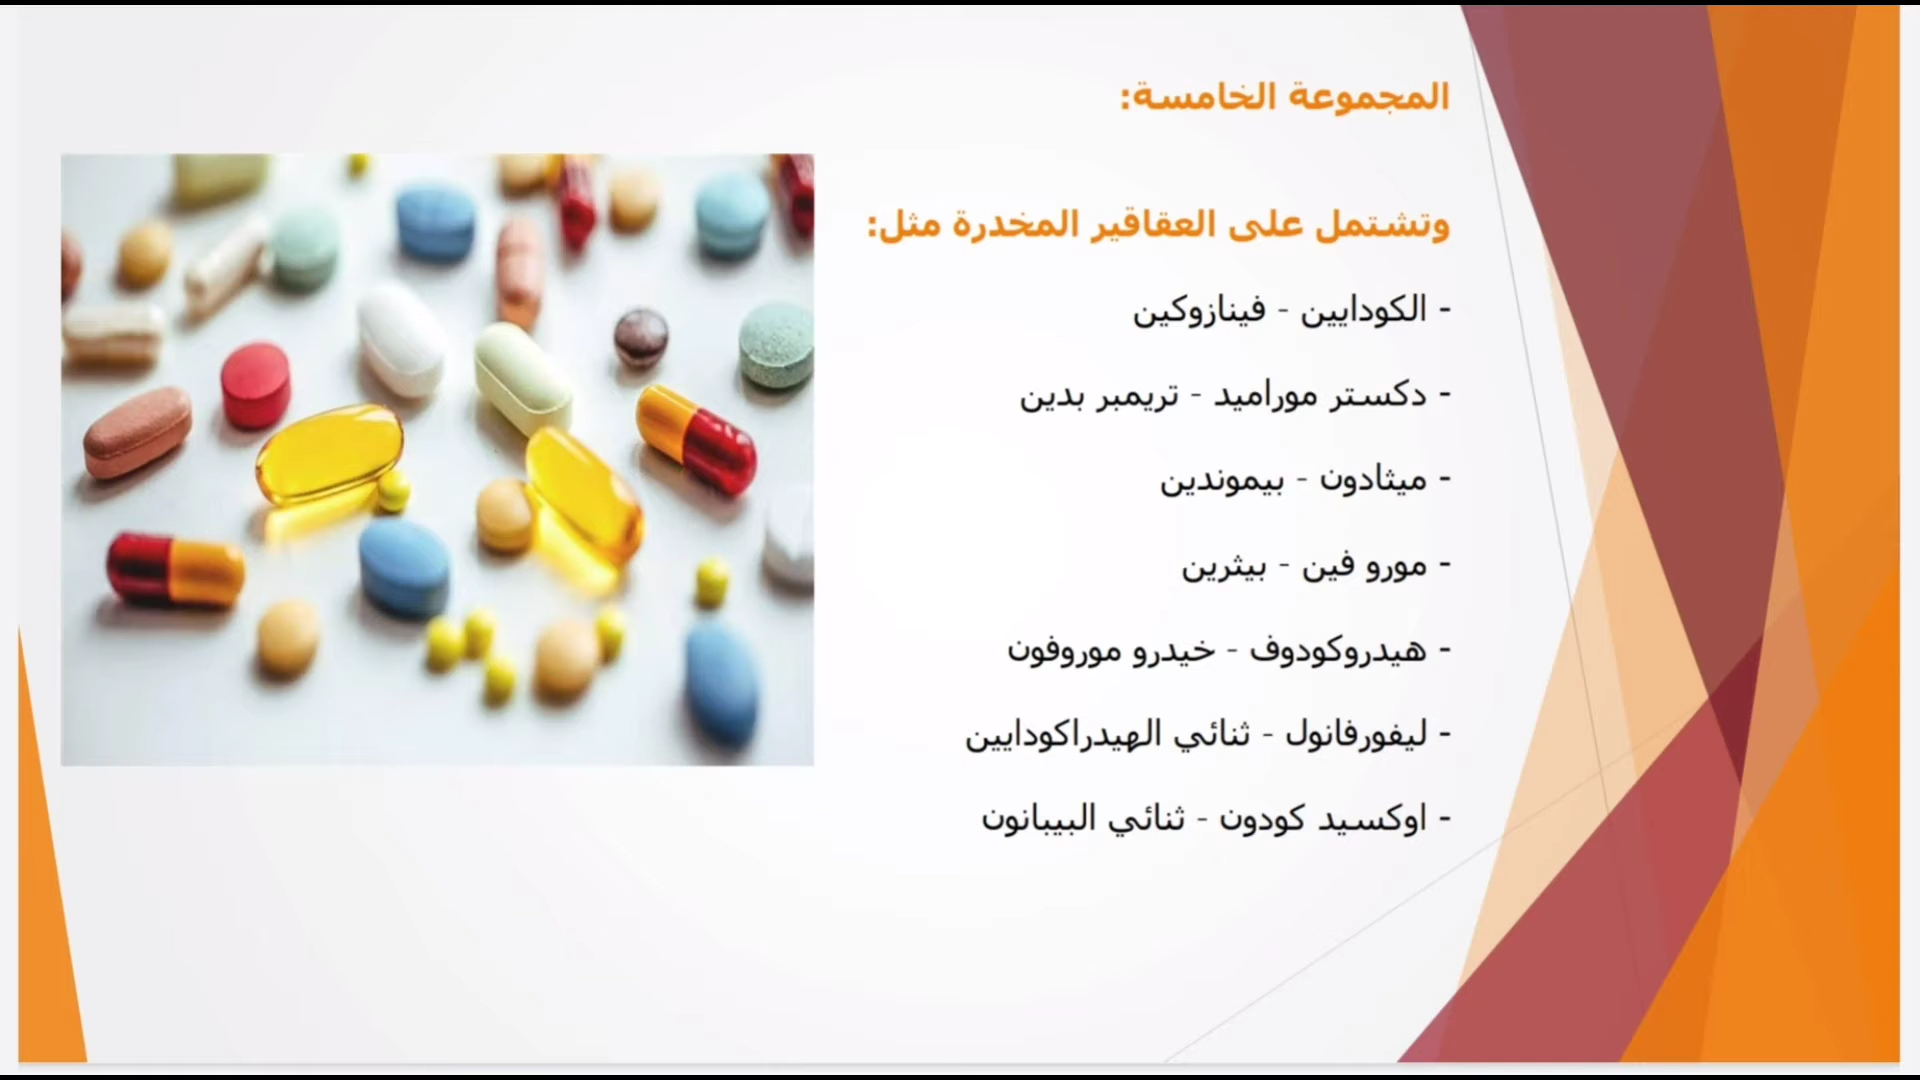 المجموعة الخامسة:
وتشتمل على العقاقير المخدرة مثل:
- الكودايين - فينازوكين
- دكستر موراميد - تريمبر بدين
- ميثادون - بيموندين
- مورو فين - بيثرين
- هيدروكودوف - خيدرو موروفون
- ليفورفانول - ثنائي الهيدراكودايين
- اوكسيد كودون - ثنائي البيبانون